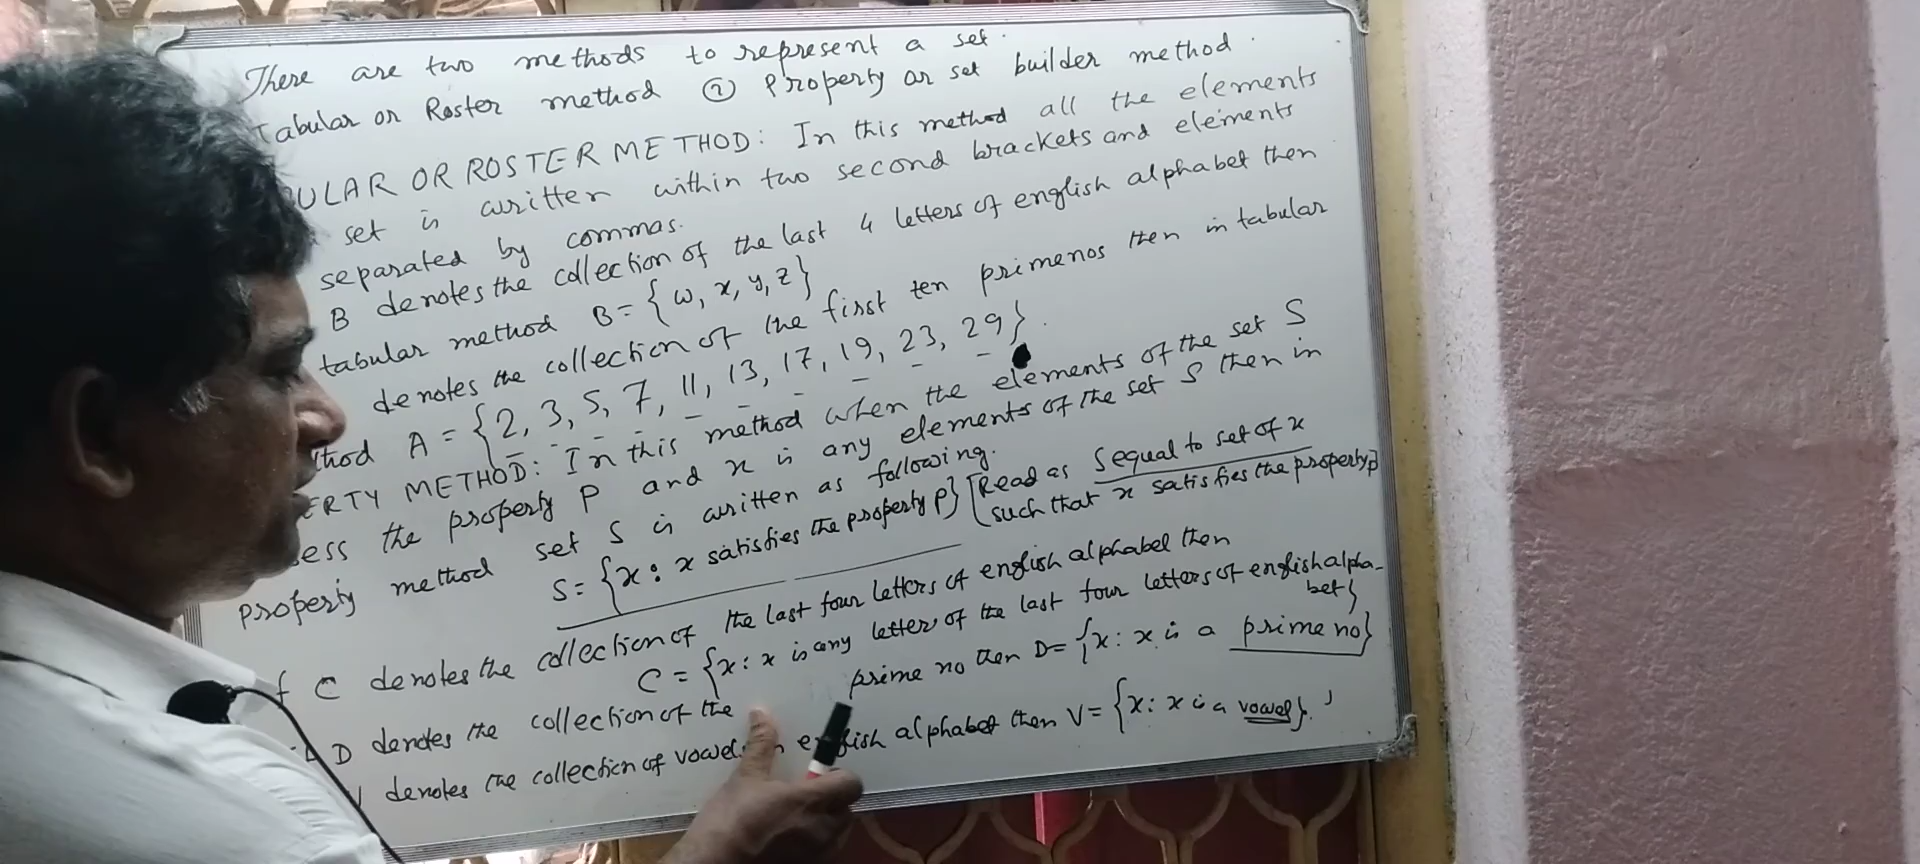 There are two methods to represent a set.
Tabular or Roster method ② Property or set builder method.
ULAR OR ROSTER METHOD: In this method all the elements
set is written within two second brackets and elements
separated by commas.
B denotes the collection of the last 4 letters of english alphabet then
tabular method B = {w, x, y, z}
denotes the collection of the first ten primenos then in tabular
thod A = {2, 3, 5, 7, 11, 13, 17, 19, 23, 29}.
ERTY METHOD: In this method when the elements of the set S
ess the property P and x is any elements of the set S then in
property method set S is written as following.
S = {x : x satisfies the property P} [Read as S equal to set of x
such that x satisfies the property P
f C denotes the collection of the last four letters of english alphabet then
C = {x : x is any letter of the last four letters of english alpha-
bet}
D denotes the collection of the prime no then D = {x : x is a prime no}
denotes the collection of vowels english alphabet then V = {x : x is a vowel}.